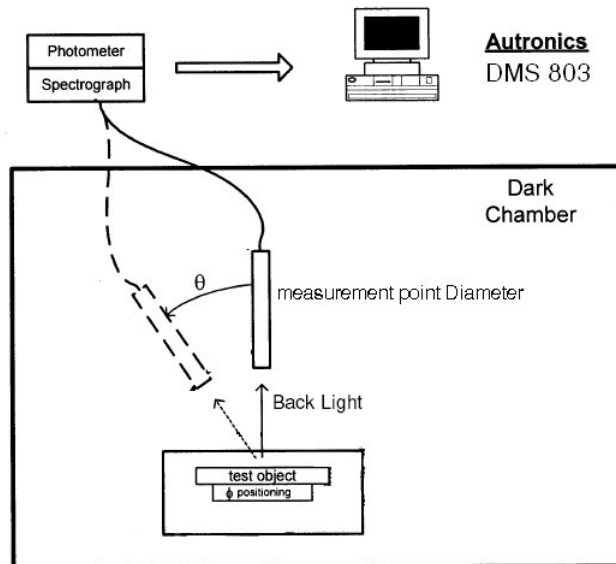 Photometer
Spectrograph
Autronics
DMS 803
Dark
Chamber
θ
measurement point Diameter
Back Light
test object
ϕ positioning